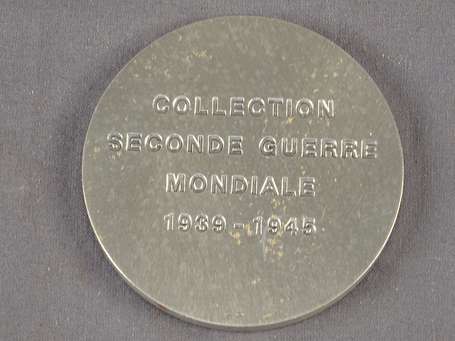 COLLECTION
SECONDE GUERRE
MONDIALE
1939-1945